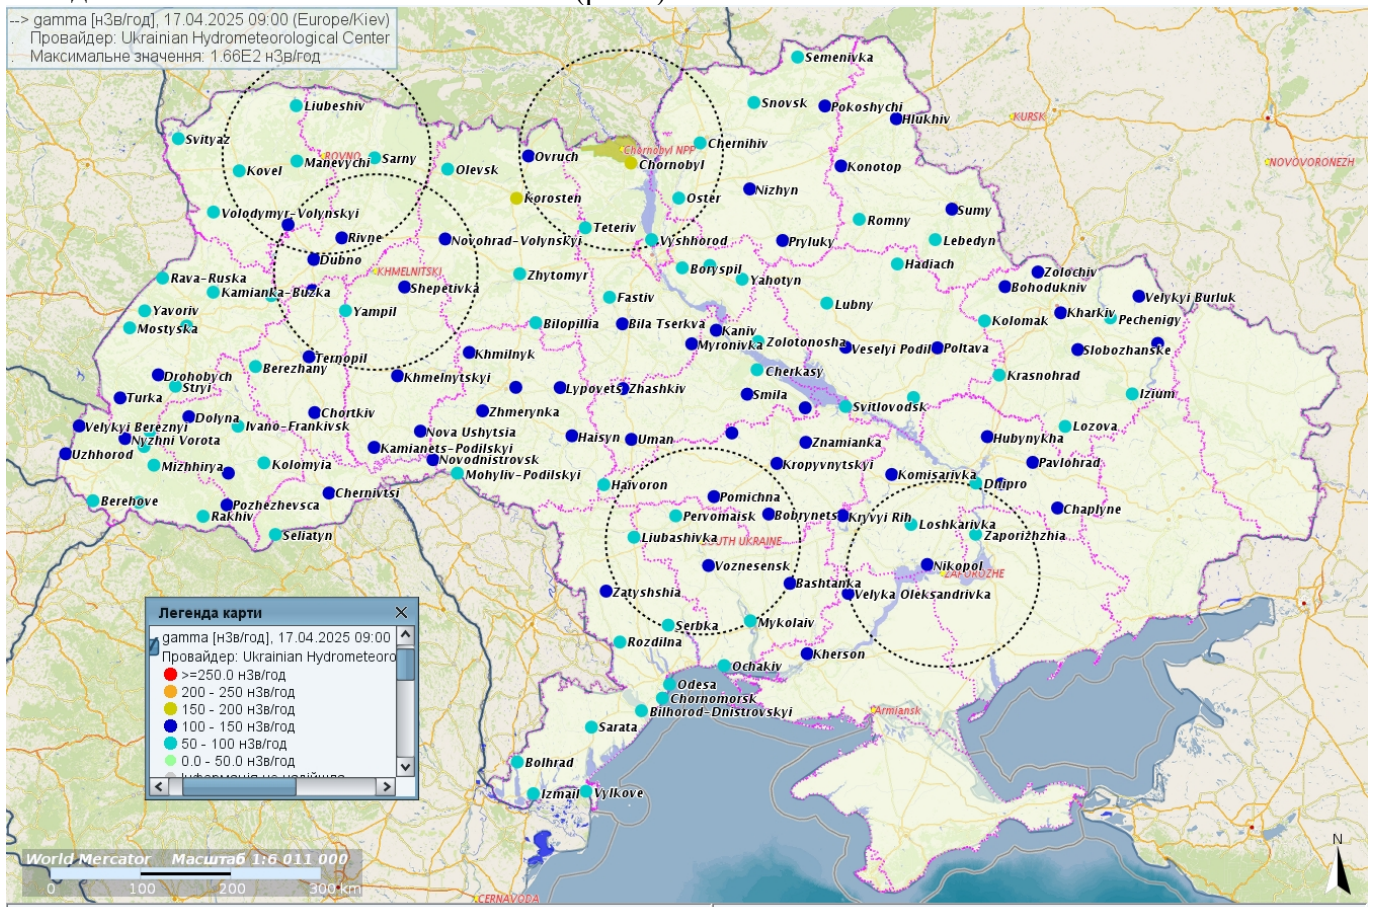 --> gamma [нЗв/год], 17.04.2025 09:00 (Europe/Kiev)
Провайдер: Ukrainian Hydrometeorological Center
Максимальне значення: 1.66E2 нЗв/год
Semenivka
Liubeshiv
Snovsk
Pokoshychi
Hlukhiv
KURSK
Svityaz
Chernihiv
ROVNO
Manevychi
Sarny
Ovruch
Chornobyl NPP
Chornobyl
NOVOVORONEZH
Kovel
Olevsk
Konotop
Korosten
Oster
Nizhyn
Volodymyr-Volynskyi
Sumy
Romny
Teteriv
Rivne
Novohrad-Volynskyi
Vyshhorod
Pryluky
Lebedyn
Dubno
KHMELNITSKI
Zhytomyr
Boryspil
Hadiach
Zolochiv
Rava-Ruska
Yahotyn
Kamianka-Buzka
Shepetivka
Fastiv
Bohodukniv
Velykyi Burluk
Yavoriv
Yampil
Lubny
Mostyska
Bilopillia
Bila Tserkva
Kaniv
Kolomak
Kharkiv
Pechenigy
Myronivka
Zolotonosha
Veselyi Podil
Poltava
Slobozhanske
Ternopil
Khmilnyk
Berezhany
Cherkasy
Drohobych
Stryi
Khmelnytskyi
Krasnohrad
Turka
Lypovets
Zhashkiv
Smila
Izium
Dolyna
Chortkiv
Zhmerynka
Svitlovodsk
Velykyi Bereznyi
Ivano-Frankivsk
Lozova
Nyzhni Vorota
Nova Ushytsia
Haisyn
Uman
Znamianka
Hubynykha
Uzhhorod
Kamianets-Podilskyi
Mizhhirya
Kolomyia
Novodnistrovsk
Kropyvnytskyi
Pavlohrad
Mohyliv-Podilskyi
Komisarivka
Haivoron
Dnipro
Berehove
Chernivtsi
Pomichna
Pozhezhevsca
Chaplyne
Rakhiv
Pervomaisk
Bobrynets
Kryvyi Rih
Loshkarivka
Seliatyn
Liubashivka
SOUTH UKRAINE
Zaporizhzhia
Voznesensk
Nikopol
ZAPOROZHE
Bashtanka
Zatyshshia
Velyka Oleksandrivka
Serbka
Mykolaiv
Rozdilna
Kherson
Ochakiv
Odesa
Chornomorsk
Bilhorod-Dnistrovskyi
Armiansk
Sarata
Bolhrad
Izmail
Vylkove
CERNAVODA
Легенда карти
gamma [нЗв/год], 17.04.2025 09:00
Провайдер: Ukrainian Hydrometeoro
>=250.0 нЗв/год
200 - 250 нЗв/год
150 - 200 нЗв/год
100 - 150 нЗв/год
50 - 100 нЗв/год
0.0 - 50.0 нЗв/год
World Mercator Масштаб 1:6 011 000
0 100 200 300 km
N